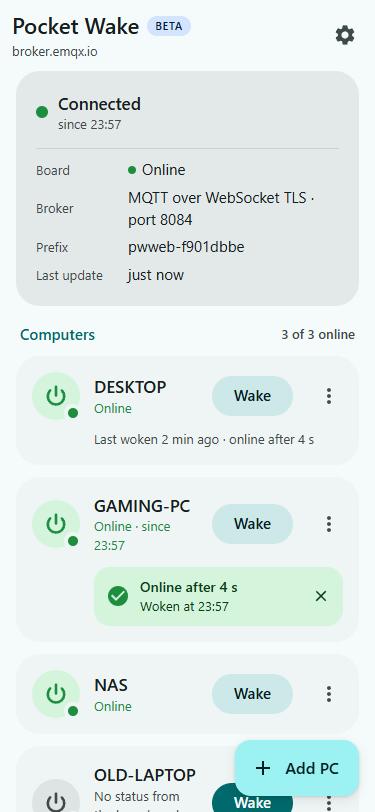 Pocket Wake BETA
broker.emqx.io
Connected
since 23:57
Board Online
Broker MQTT over WebSocket TLS ·
port 8084
Prefix pwweb-f901dbbe
Last update just now
Computers 3 of 3 online
DESKTOP Wake
Online
Last woken 2 min ago · online after 4 s
GAMING-PC Wake
Online · since
23:57
Online after 4 s
Woken at 23:57
NAS Wake
Online
OLD-LAPTOP
No status from
Add PC
Wake